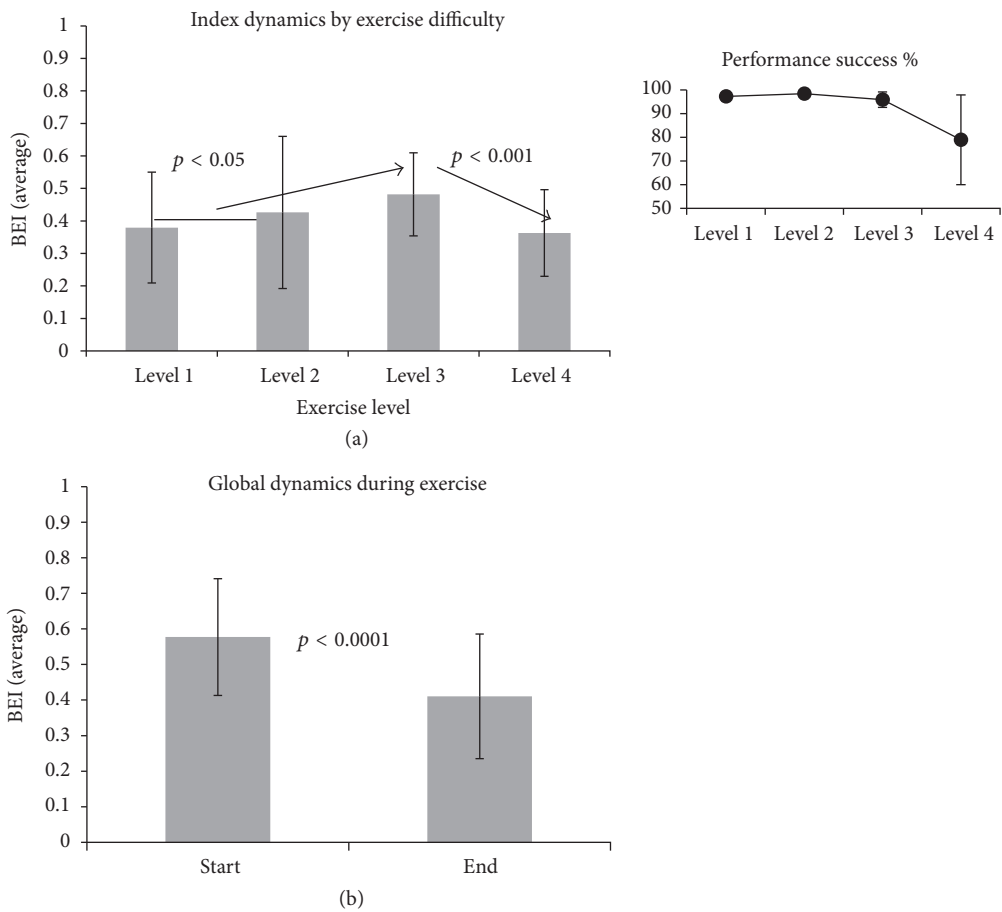 Index dynamics by exercise difficulty
1
0.9
0.8
0.7
0.6
0.5
0.4
0.3
0.2
0.1
0
BEI (average)
p < 0.05
p < 0.001
Level 1 Level 2 Level 3 Level 4
Exercise level
(a)
Performance success %
100
90
80
70
60
50
Level 1 Level 2 Level 3 Level 4
Global dynamics during exercise
1
0.9
0.8
0.7
0.6
0.5
0.4
0.3
0.2
0.1
0
BEI (average)
p < 0.0001
Start End
(b)